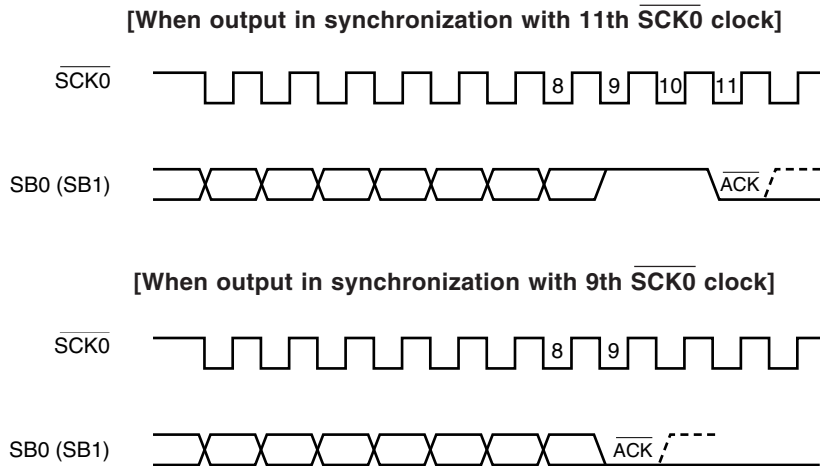 [When output in synchronization with 11th SCK0 clock]
SCK0
8 9 10 11
SB0 (SB1)
ACK
[When output in synchronization with 9th SCK0 clock]
SCK0
8 9
SB0 (SB1)
ACK